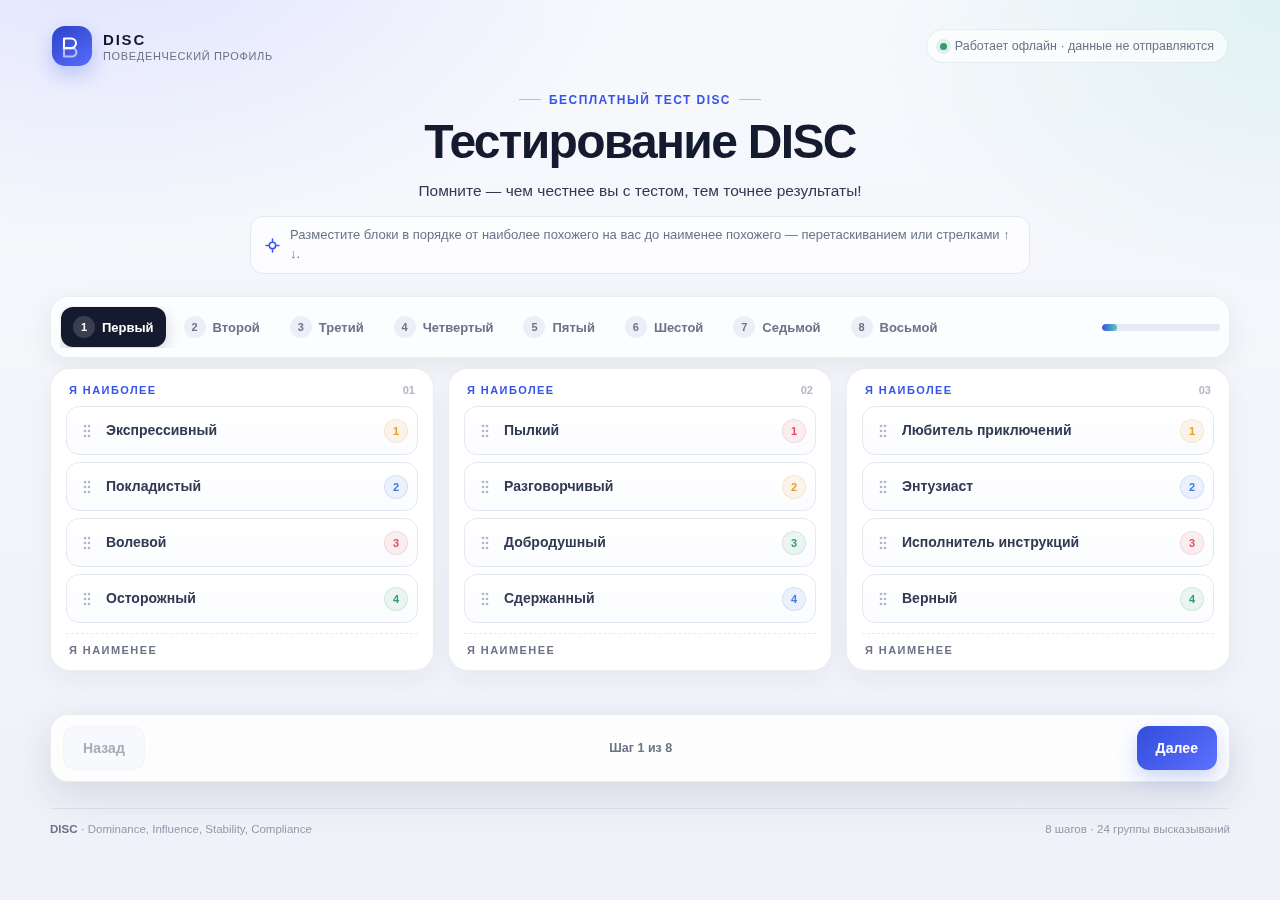 DISC
ПОВЕДЕНЧЕСКИЙ ПРОФИЛЬ
Работает офлайн · данные не отправляются
БЕСПЛАТНЫЙ ТЕСТ DISC
Тестирование DISC
Помните — чем честнее вы с тестом, тем точнее результаты!
Разместите блоки в порядке от наиболее похожего на вас до наименее похожего — перетаскиванием или стрелками ↑
↓.
1 Первый 2 Второй 3 Третий 4 Четвертый 5 Пятый 6 Шестой 7 Седьмой 8 Восьмой
Я НАИБОЛЕЕ 01
Экспрессивный 1
Покладистый 2
Волевой 3
Осторожный 4
Я НАИМЕНЕЕ
Я НАИБОЛЕЕ 02
Пылкий 1
Разговорчивый 2
Добродушный 3
Сдержанный 4
Я НАИМЕНЕЕ
Я НАИБОЛЕЕ 03
Любитель приключений 1
Энтузиаст 2
Исполнитель инструкций 3
Верный 4
Я НАИМЕНЕЕ
Назад Шаг 1 из 8 Далее
DISC · Dominance, Influence, Stability, Compliance 8 шагов · 24 группы высказываний